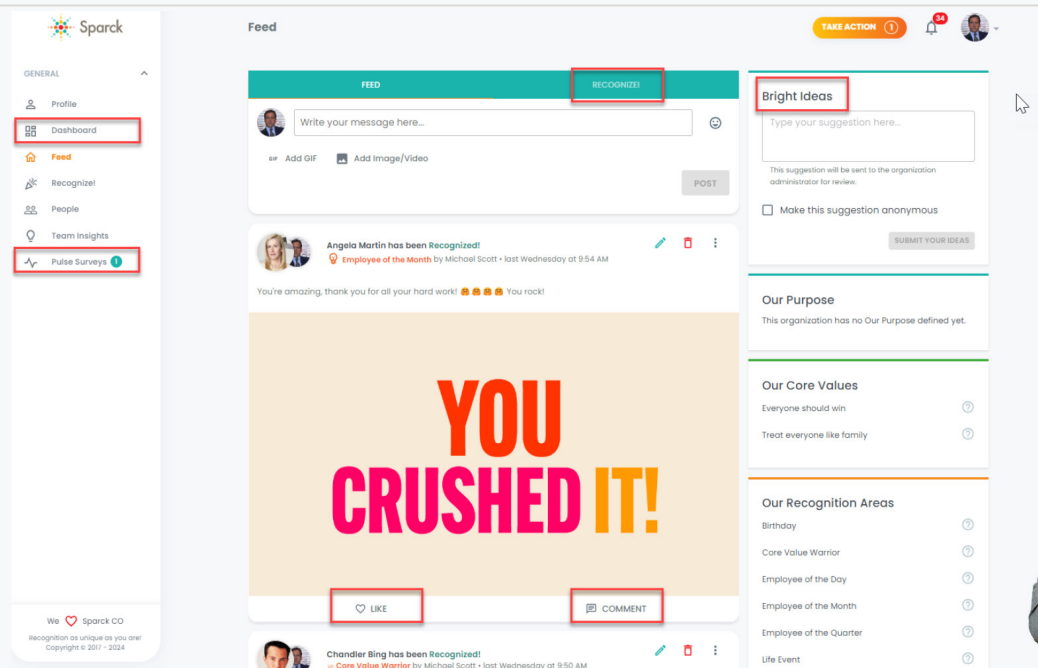 Sparck
GENERAL
Profile
Dashboard
Feed
Recognize!
People
Team Insights
Pulse Surveys 1
We Sparck CO
Recognition as unique as you are!
Copyright © 2017 - 2024
Feed
TAKE ACTION 1
34
FEED
RECOGNIZE!
Write your message here...
GIF Add GIF
Add Image/Video
POST
Angela Martin has been Recognized!
Employee of the Month by Michael Scott • last Wednesday at 9:54 AM
You're amazing, thank you for all your hard work! 🤗 🤗 🤗 🤗 You rock!
YOU
CRUSHED IT!
LIKE
COMMENT
Chandler Bing has been Recognized!
Core Value Warrior by Michael Scott • last Wednesday at 9:50 AM
Bright Ideas
Type your suggestion here...
This suggestion will be sent to the organization
administrator for review.
Make this suggestion anonymous
SUBMIT YOUR IDEAS
Our Purpose
This organization has no Our Purpose defined yet.
Our Core Values
Everyone should win
Treat everyone like family
Our Recognition Areas
Birthday
Core Value Warrior
Employee of the Day
Employee of the Month
Employee of the Quarter
Life Event